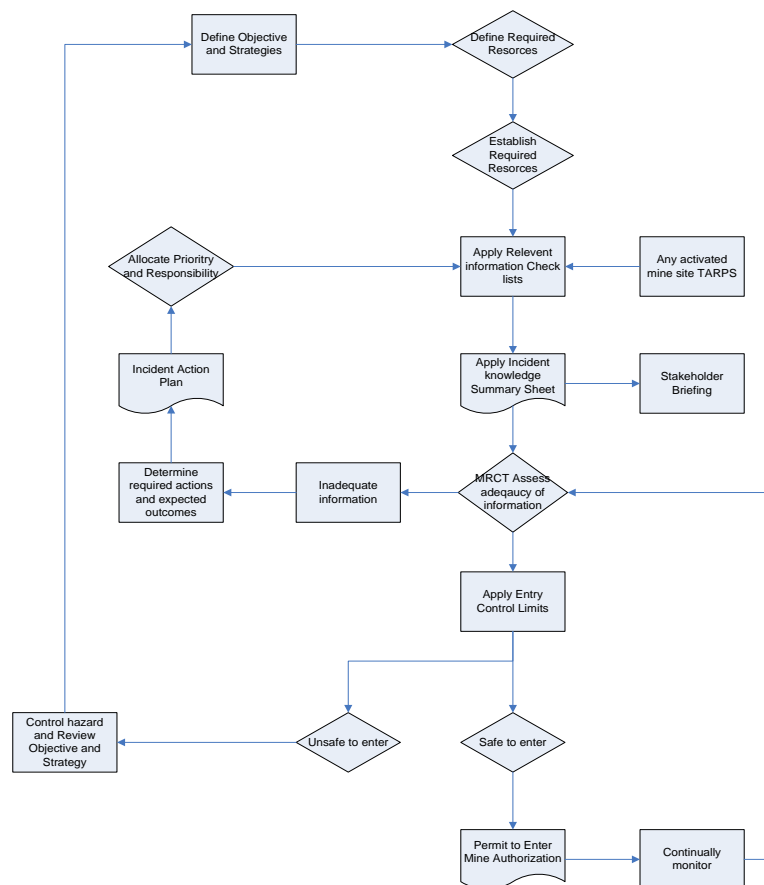 Define Objective
and Strategies
Define Required
Resorces
Establish
Required
Resorces
Allocate Prioritry
and Responsibility
Apply Relevent
information Check
lists
Any activated
mine site TARPS
Incident Action
Plan
Apply Incident
knowledge
Summary Sheet
Stakeholder
Briefing
Determine
required actions
and expected
outcomes
Inadequate
information
MRCT Assess
adeqaucy of
information
Apply Entry
Control Limits
Control hazard
and Review
Objective and
Strategy
Unsafe to enter
Safe to enter
Permit to Enter
Mine Authorization
Continually
monitor